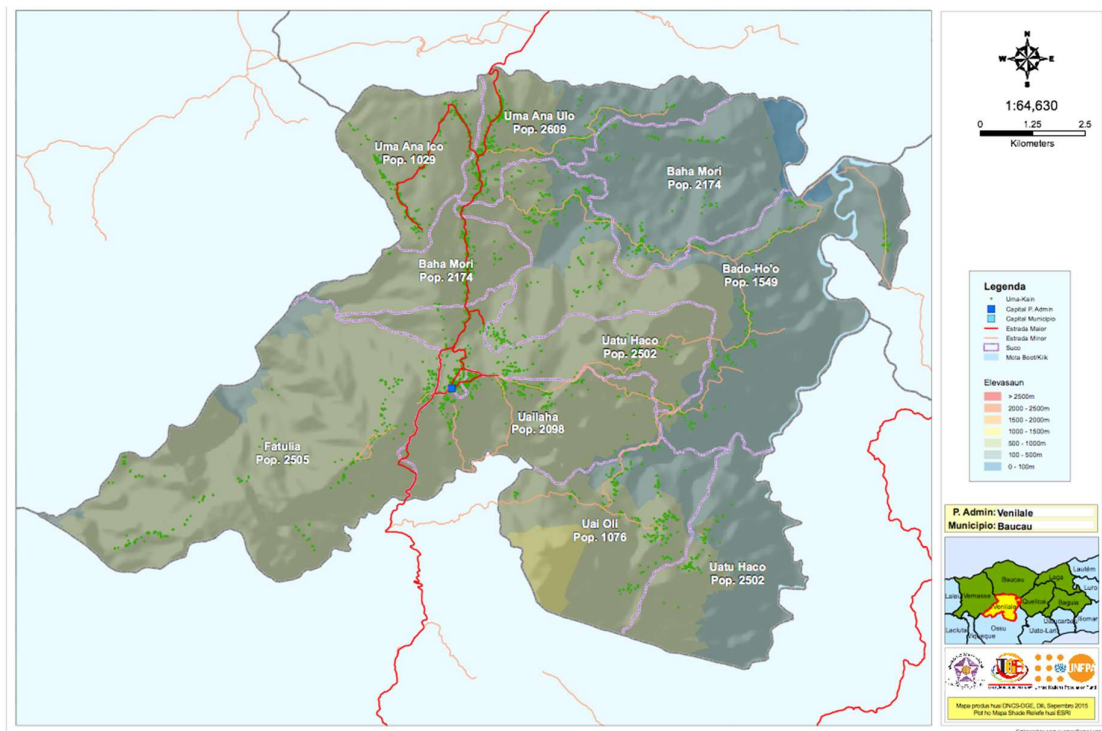 Uma Ana Ulo
Pop. 2609
Uma Ana Ico
Pop. 1029
Baha Mori
Pop. 2174
Baha Mori
Pop. 2174
Bado-Ho'o
Pop. 1549
Uatu Haco
Pop. 2502
Uailaha
Pop. 2098
Fatulia
Pop. 2505
Uai Oli
Pop. 1076
Uatu Haco
Pop. 2502
N
W E
S
1:64,630
0 1.25 2.5
Kilometers
Legenda
Uma-Kain
Capital P. Admin
Capital Municipio
Estrada Maior
Estrada Minor
Suco
Mota Boot/Kiik
Elevasaun
> 2500m
2000 - 2500m
1500 - 2000m
1000 - 1500m
500 - 1000m
100 - 500m
0 - 100m
P. Admin: Venilale
Municipio: Baucau
Baucau
Laga
Lautém
Luro
Vemasse
Venilale
Quelicai
Baguia
Ossu
Viqueque
Uato-Lari
Iliomar
Lacluta
UNFPA
Mapa produs husi DNCS-DGE, Dili, Sepembro 2015
Plot ho Mapa Shade Releife husi ESRI